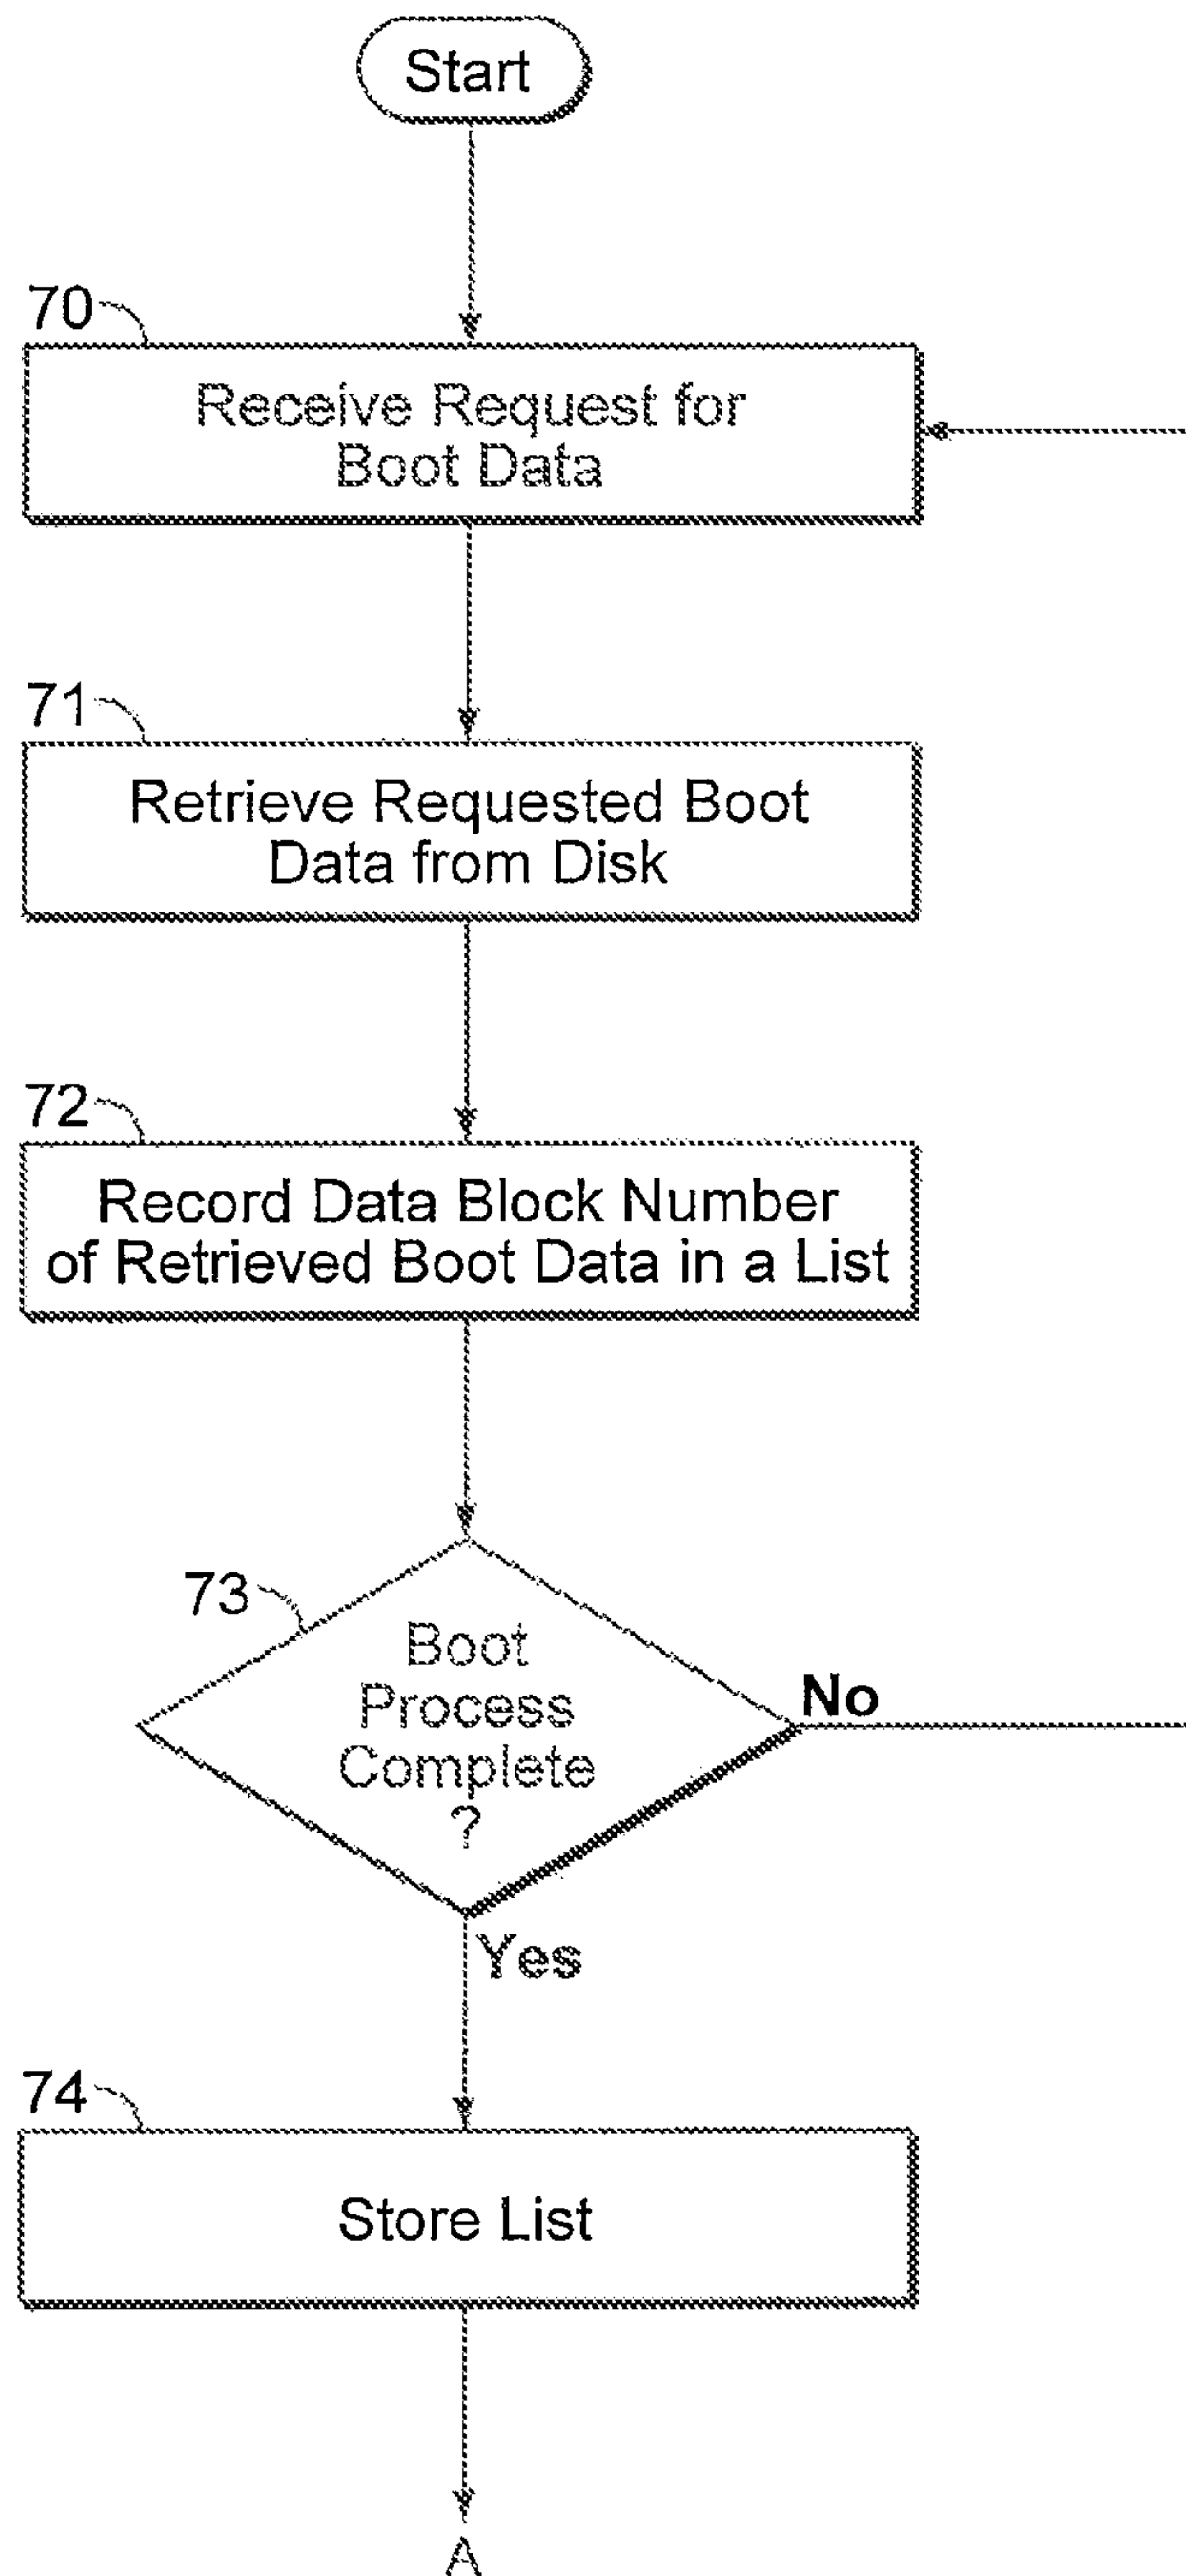 Start
70
Receive Request for
Boot Data
71
Retrieve Requested Boot
Data from Disk
72
Record Data Block Number
of Retrieved Boot Data in a List
73
Boot
Process
Complete
?
No
Yes
74
Store List
A